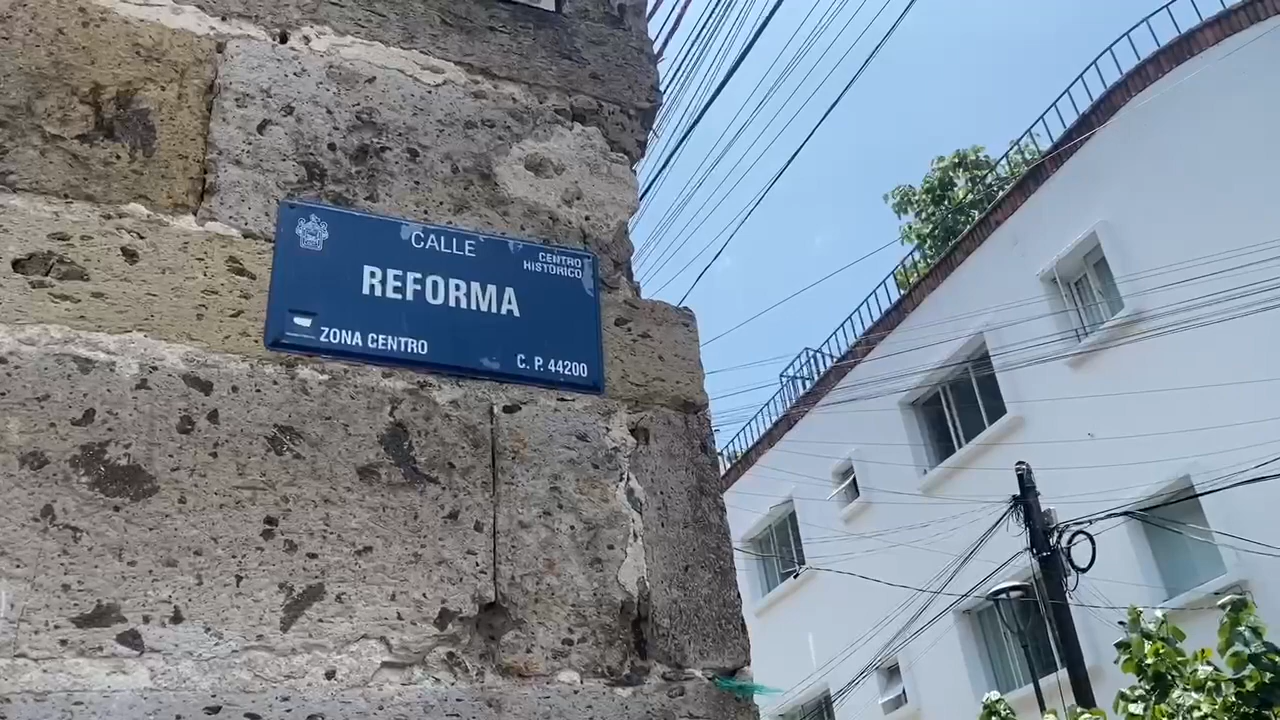 CALLE
CENTRO
HISTÓRICO
REFORMA
ZONA CENTRO
C. P. 44200